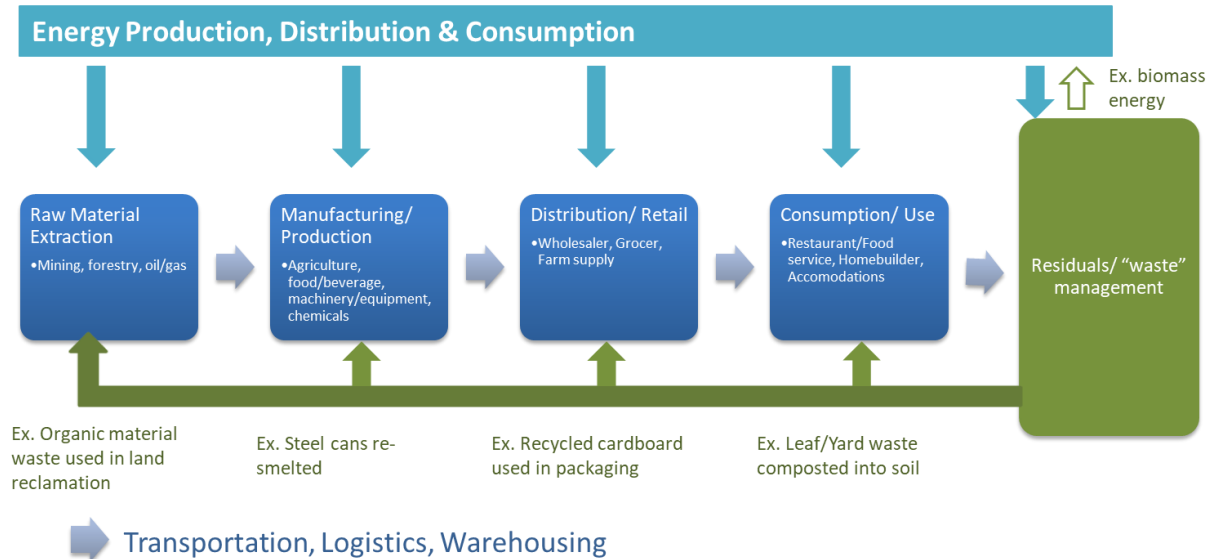 Energy Production, Distribution & Consumption
Ex. biomass
energy
Raw Material
Extraction
•Mining, forestry, oil/gas
Manufacturing/
Production
•Agriculture,
food/beverage,
machinery/equipment,
chemicals
Distribution/ Retail
•Wholesaler, Grocer,
Farm supply
Consumption/ Use
•Restaurant/Food
service, Homebuilder,
Accomodations
Residuals/ “waste”
management
Ex. Organic material
waste used in land
reclamation
Ex. Steel cans re-
smelted
Ex. Recycled cardboard
used in packaging
Ex. Leaf/Yard waste
composted into soil
Transportation, Logistics, Warehousing